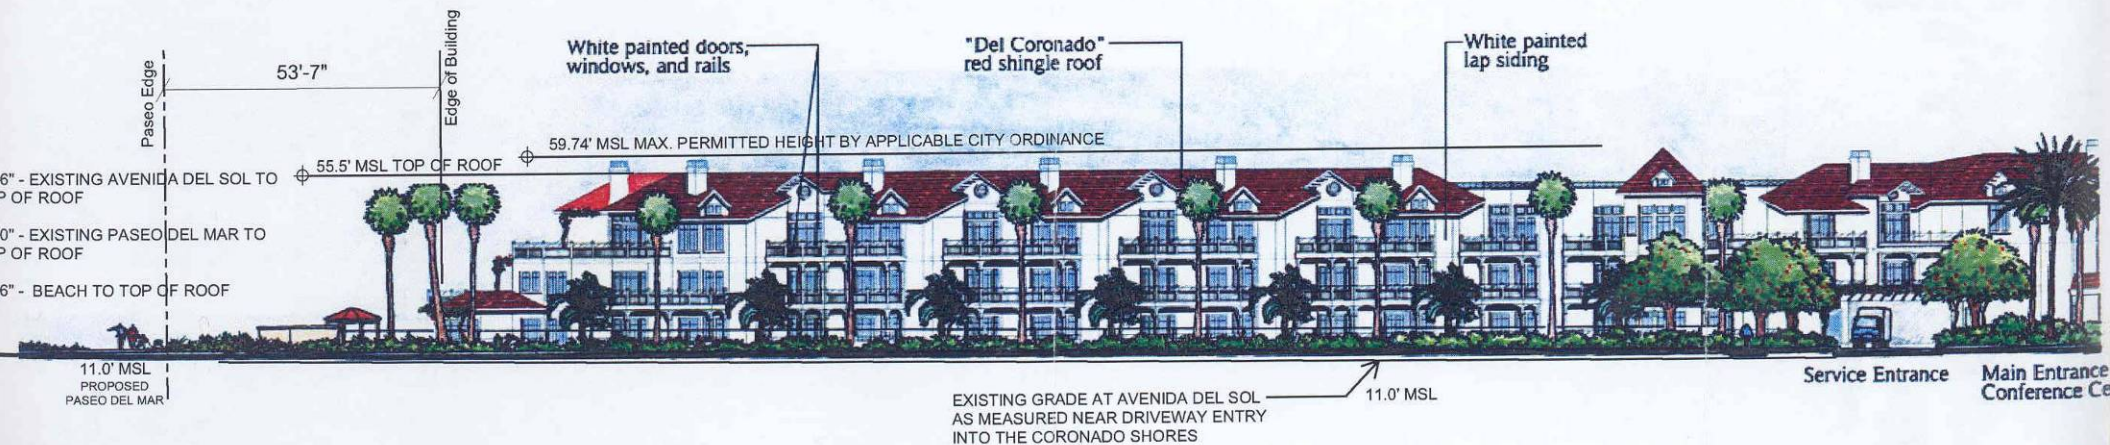 Paseo Edge
53'-7"
Edge of Building
White painted doors,
windows, and rails
"Del Coronado"
red shingle roof
White painted
lap siding
59.74' MSL MAX. PERMITTED HEIGHT BY APPLICABLE CITY ORDINANCE
55.5' MSL TOP OF ROOF
6" - EXISTING AVENIDA DEL SOL TO
P OF ROOF
0" - EXISTING PASEO DEL MAR TO
P OF ROOF
6" - BEACH TO TOP OF ROOF
11.0' MSL
PROPOSED
PASEO DEL MAR
EXISTING GRADE AT AVENIDA DEL SOL
AS MEASURED NEAR DRIVEWAY ENTRY
INTO THE CORONADO SHORES
11.0' MSL
Service Entrance
Main Entrance
Conference Ce